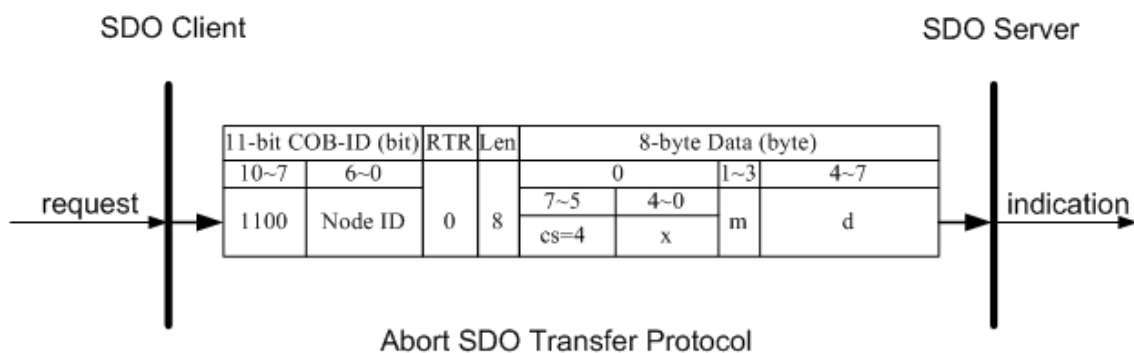 SDO Client
SDO Server
11-bit COB-ID (bit) RTR Len 8-byte Data (byte)
10~7 6~0 0 1~3 4~7
7~5 4~0
request 1100 Node ID 0 8 m d indication
cs=4 x
Abort SDO Transfer Protocol